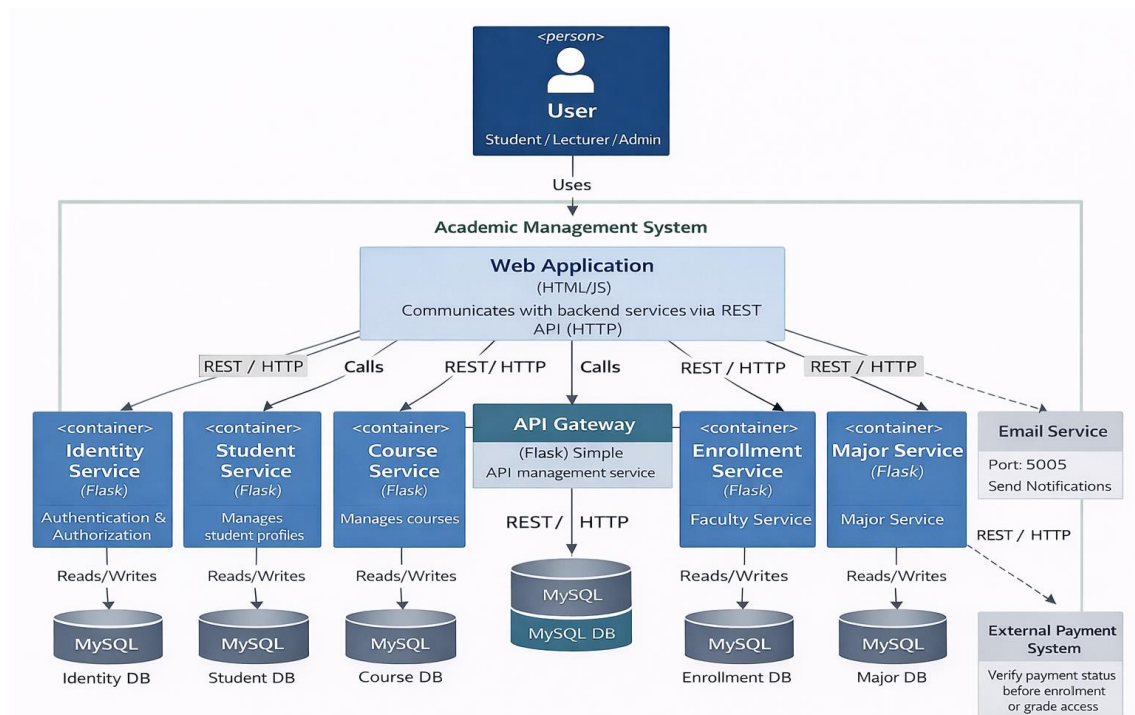 <person>
User
Student / Lecturer / Admin
Uses
Academic Management System
Web Application
(HTML/JS)
Communicates with backend services viia REST
API (HTTP)
REST / HTTP
Calls
REST / HTTP
Calls
REST / HTTP
REST / HTTP
<container>
Identity
Service
(Flask)
Authentication &
Authorization
<container>
Student
Service
(Flask)
Manages
student profiles
<container>
Course
Service
(Flask)
Manages courses
API Gateway
(Flask) Simple
API management service
<container>
Enrollment
Service
(Flask)
Faculty Service
<container>
Major Service
(Flask)
Major Service
Email Service
Port: 5005
Send Notifications
REST / HTTP
REST / HTTP
Reads/Writes
Reads/Writes
Reads/Writes
Reads/Writes
Reads/Writes
MySQL
Identity DB
MySQL
Student DB
MySQL
Course DB
MySQL
MySQL DB
MySQL
Enrollment DB
MySQL
Major DB
External Payment
System
Verify payment status
before enrollment
or grade access